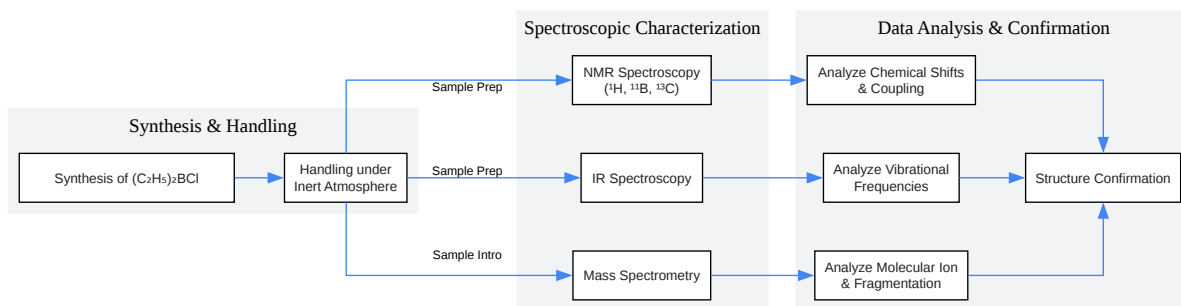 Spectroscopic Characterization
Data Analysis & Confirmation
NMR Spectroscopy
(¹H, ¹¹B, ¹³C)
Analyze Chemical Shifts
& Coupling
Sample Prep
Synthesis & Handling
Synthesis of (C₂H₅)₂BCl
Handling under
Inert Atmosphere
Sample Prep
IR Spectroscopy
Analyze Vibrational
Frequencies
Structure Confirmation
Sample Intro
Mass Spectrometry
Analyze Molecular Ion
& Fragmentation